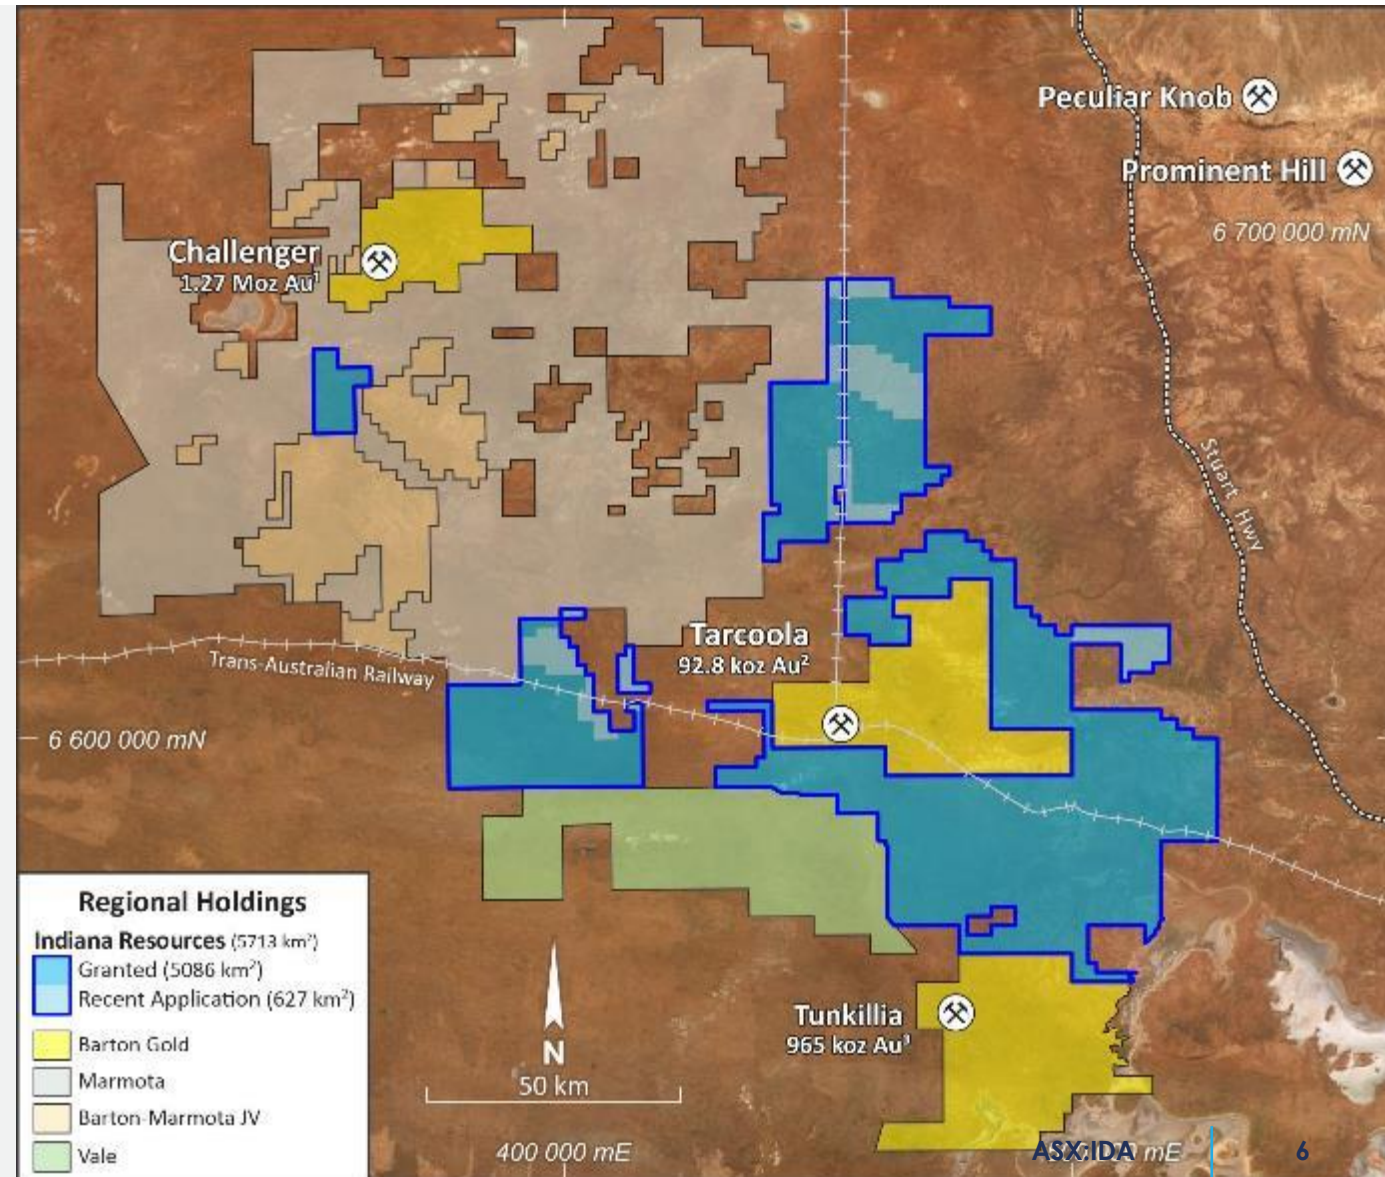 Peculiar Knob
Prominent Hill
6 700 000 mN
Challenger
1.27 Moz Au¹
Stuart Hwy
Tarcoola
92.8 koz Au²
Trans-Australian Railway
6 600 000 mN
Regional Holdings
Indiana Resources (5713 km²)
Granted (5086 km²)
Recent Application (627 km²)
Barton Gold
Marmota
Barton-Marmota JV
Vale
Tunkillia
965 koz Au³
N
50 km
400 000 mE
mE
ASX:IDA
6